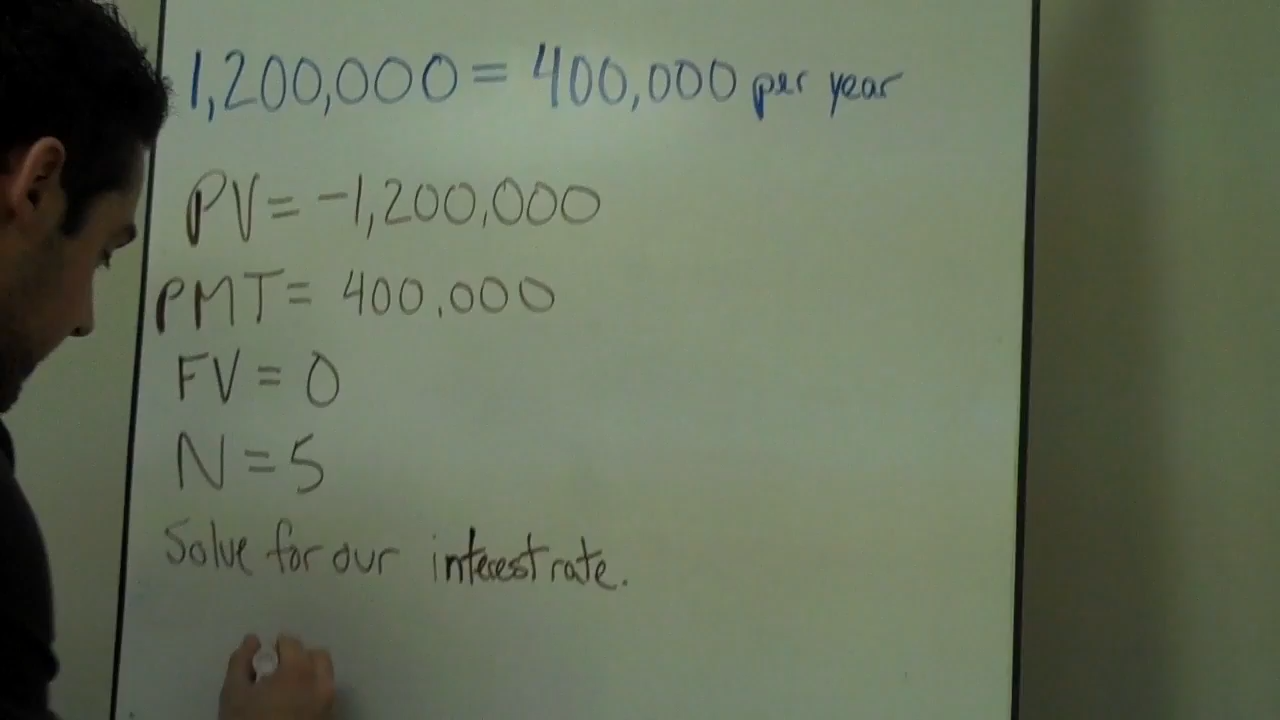 1,200,000 = 400,000 per year
PV = -1,200,000
PMT = 400,000
FV = 0
N = 5
Solve for our interest rate.